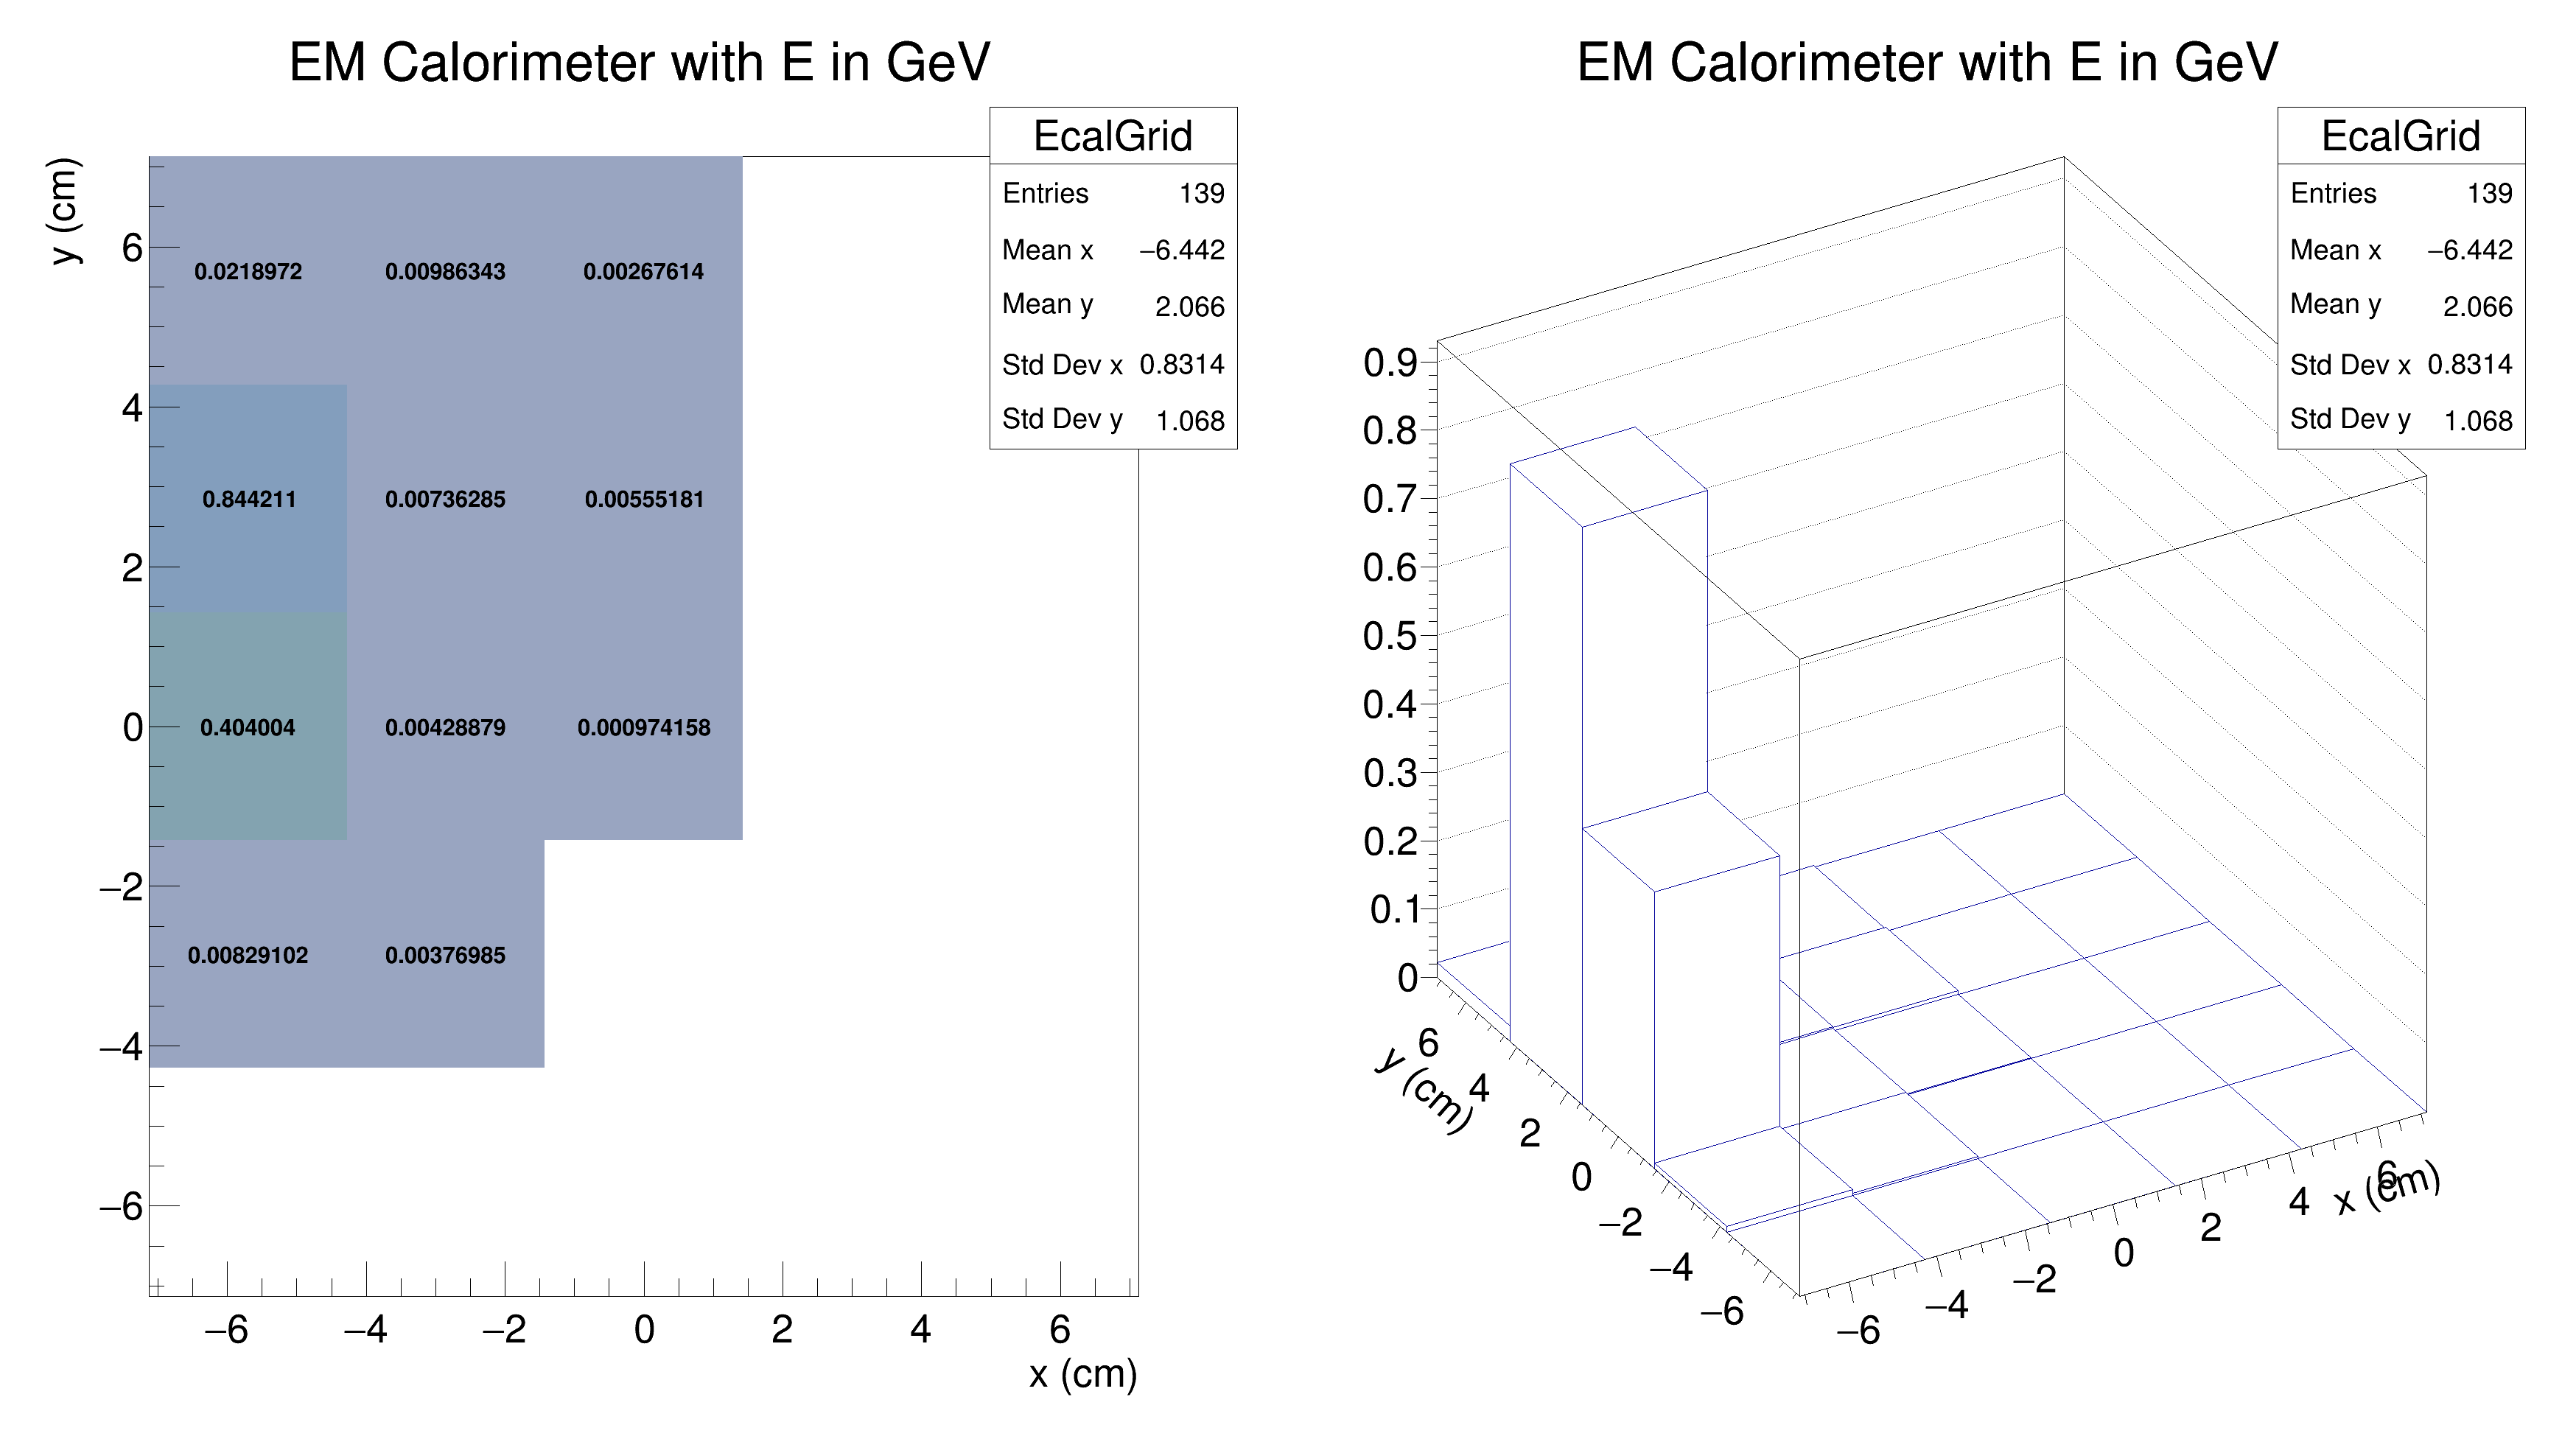 EM Calorimeter with E in GeV
EcalGrid
Entries 139
Mean x −6.442
Mean y 2.066
Std Dev x 0.8314
Std Dev y 1.068
y (cm)
6
4
2
0
−2
−4
−6
0.0218972 0.00986343 0.00267614
0.844211 0.00736285 0.00555181
0.404004 0.00428879 0.000974158
0.00829102 0.00376985
−6 −4 −2 0 2 4 6
x (cm)
EM Calorimeter with E in GeV
EcalGrid
Entries 139
Mean x −6.442
Mean y 2.066
Std Dev x 0.8314
Std Dev y 1.068
0.9
0.8
0.7
0.6
0.5
0.4
0.3
0.2
0.1
0
y (cm)
6
4
2
0
−2
−4
−6
−6 −4 −2 0 2 4 6
x (cm)